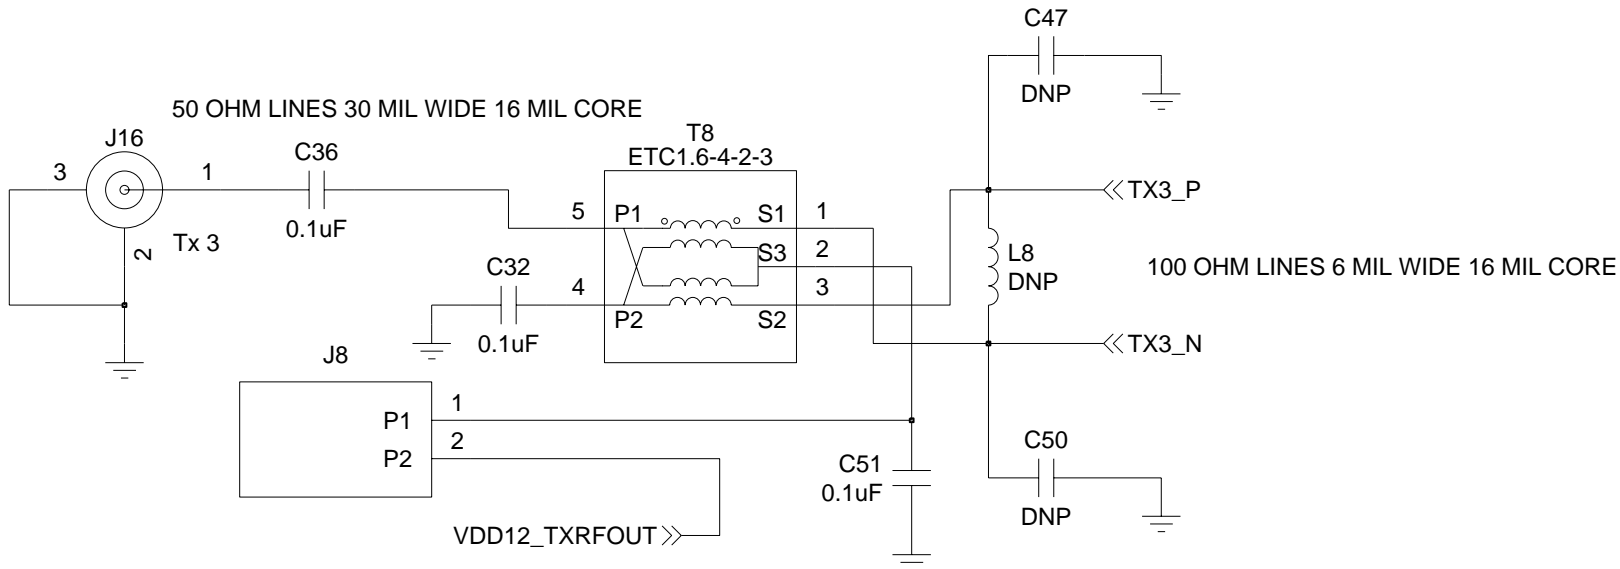 C47
DNP
50 OHM LINES 30 MIL WIDE 16 MIL CORE
J16
3
1
2
Tx 3
C36
0.1uF
T8
ETC1.6-4-2-3
5
P1
S1
1
S3
2
4
P2
S2
3
C32
0.1uF
TX3_P
L8
DNP
100 OHM LINES 6 MIL WIDE 16 MIL CORE
TX3_N
J8
P1
1
P2
2
C51
0.1uF
C50
DNP
VDD12_TXRFOUT